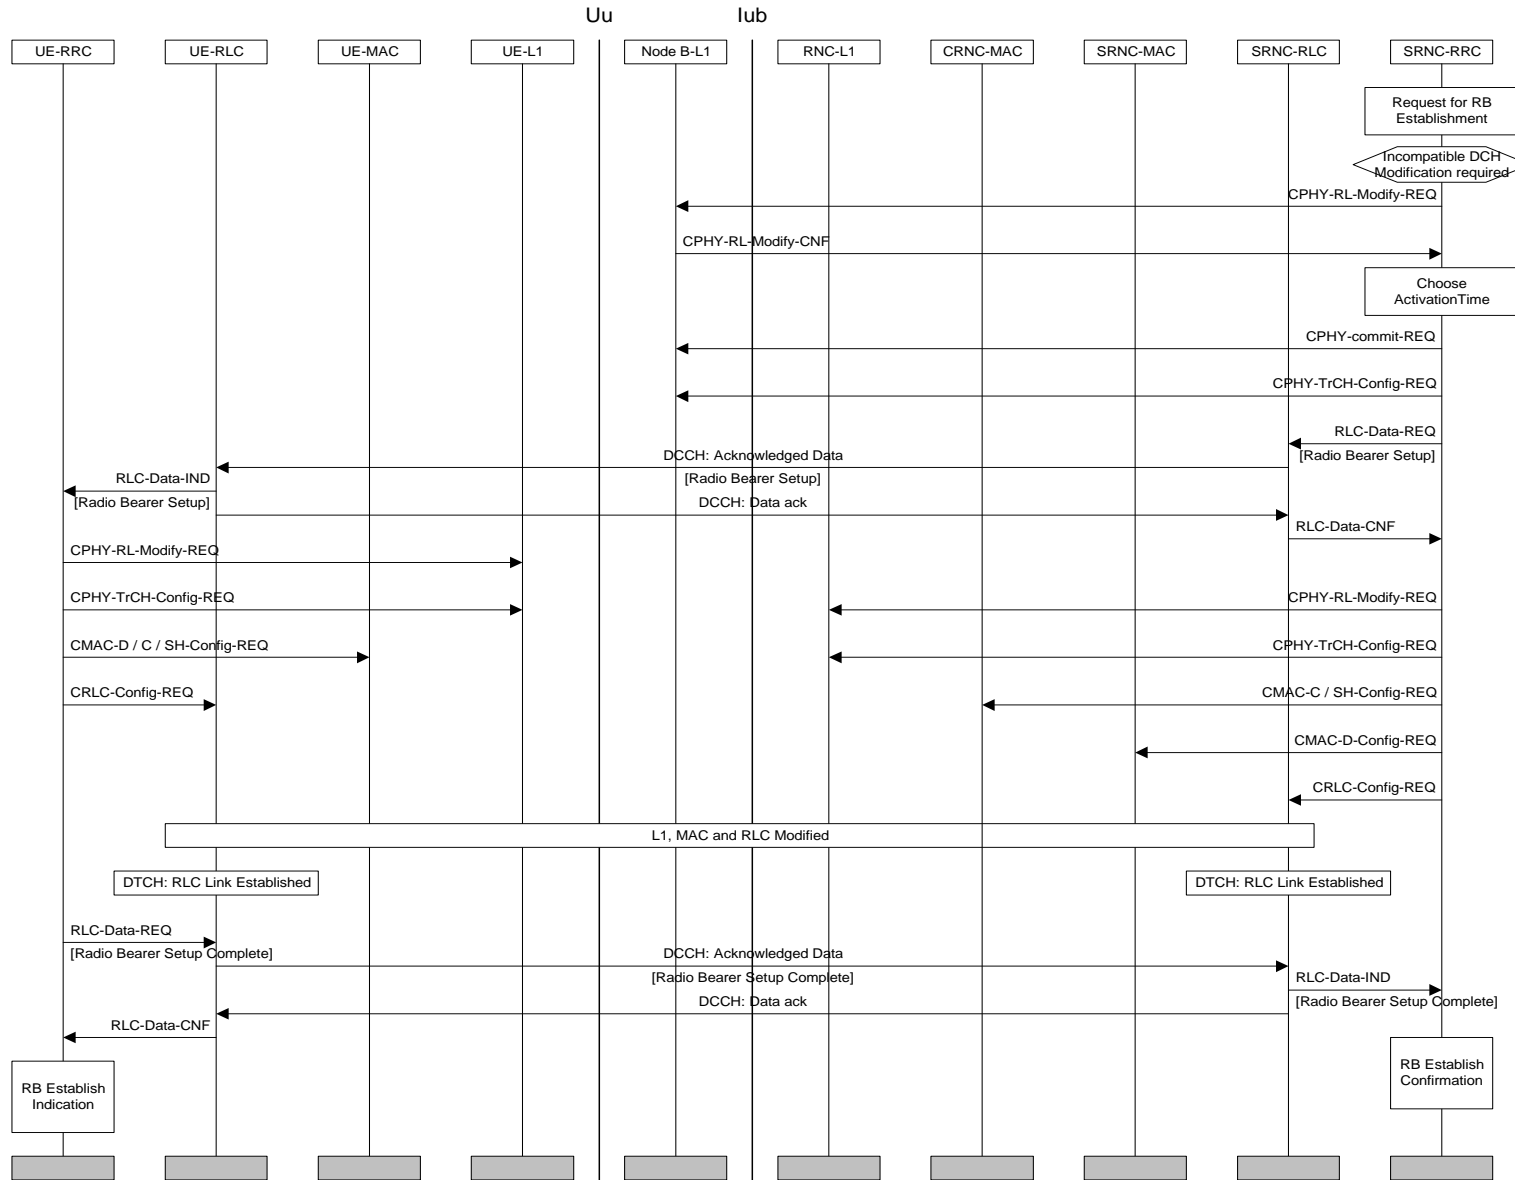 Uu
Iub
UE-RRC
UE-RLC
UE-MAC
UE-L1
Node B-L1
RNC-L1
CRNC-MAC
SRNC-MAC
SRNC-RLC
SRNC-RRC
Request for RB
Establishment
Incompatible DCH
Modification required
CPHY-RL-Modify-REQ
CPHY-RL-Modify-CNF
Choose
ActivationTime
CPHY-commit-REQ
CPHY-TrCH-Config-REQ
RLC-Data-REQ
[Radio Bearer Setup]
DCCH: Acknowledged Data
[Radio Bearer Setup]
RLC-Data-IND
[Radio Bearer Setup]
DCCH: Data ack
RLC-Data-CNF
CPHY-RL-Modify-REQ
CPHY-TrCH-Config-REQ
CPHY-RL-Modify-REQ
CMAC-D / C / SH-Config-REQ
CPHY-TrCH-Config-REQ
CRLC-Config-REQ
CMAC-C / SH-Config-REQ
CMAC-D-Config-REQ
CRLC-Config-REQ
L1, MAC and RLC Modified
DTCH: RLC Link Established
DTCH: RLC Link Established
RLC-Data-REQ
[Radio Bearer Setup Complete]
DCCH: Acknowledged Data
[Radio Bearer Setup Complete]
RLC-Data-IND
[Radio Bearer Setup Complete]
DCCH: Data ack
RLC-Data-CNF
RB Establish
Indication
RB Establish
Confirmation